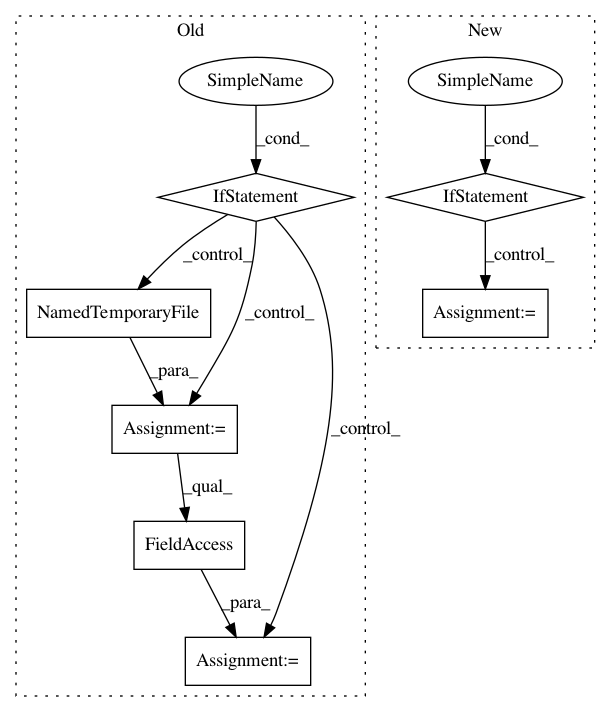 Old
New
SimpleName
SimpleName
_cond_
_cond_
IfStatement
IfStatement
_control_
_control_
NamedTemporaryFile
_control_
Assignment:=
_para_
Assignment:=
_control_
_qual_
FieldAccess
_para_
Assignment:=